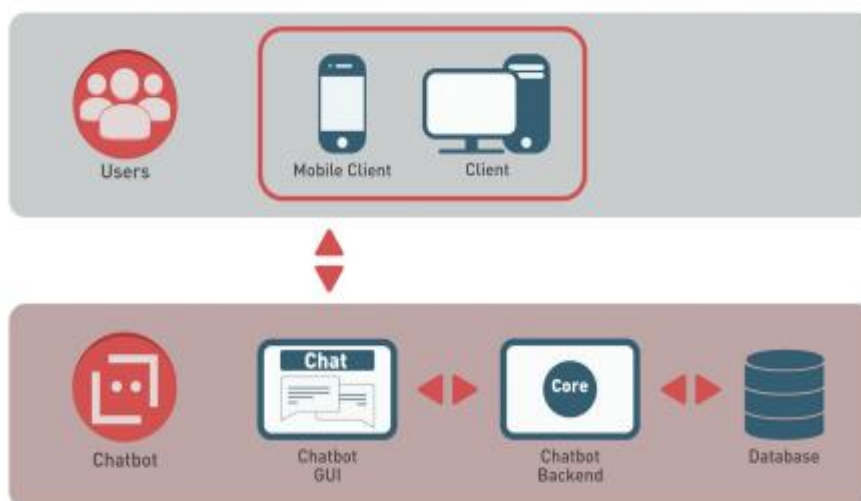 Users
Mobile Client
Client
Chat
Core
Chatbot
Chatbot
GUI
Chatbot
Backend
Database